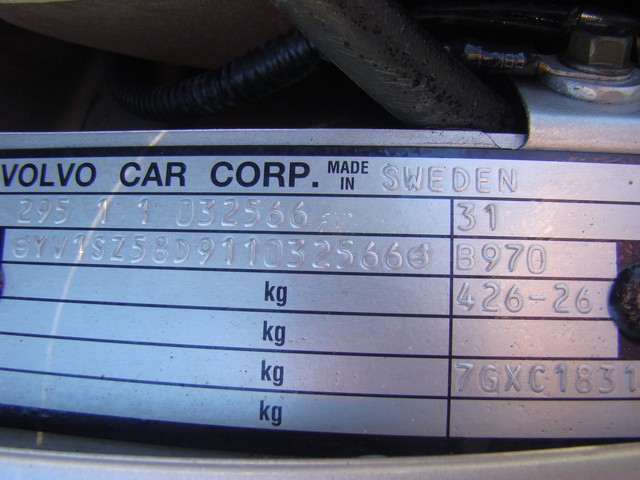 VOLVO CAR CORP. MADE IN SWEDEN
295 1 1 032566 31
YV1SZ58D911032566 B970
kg 426-26
kg
kg 7GXC1831
kg